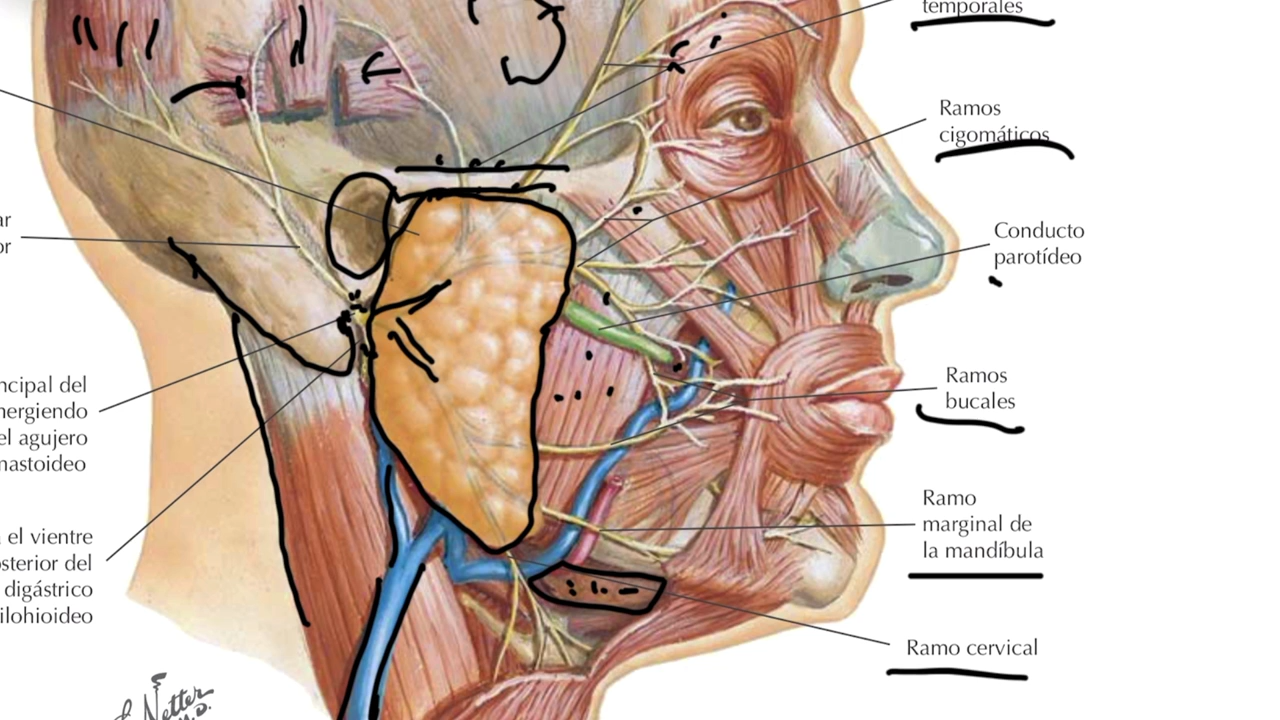 temporales
Ramos
cigomáticos
ar
or
Conducto
parotídeo
ncipal del
nergiendo
el agujero
nastoideo
Ramos
bucales
Ramo
marginal de
la mandíbula
a el vientre
osterior del
digástrico
ilohioideo
Ramo cervical
Netter
M.D.